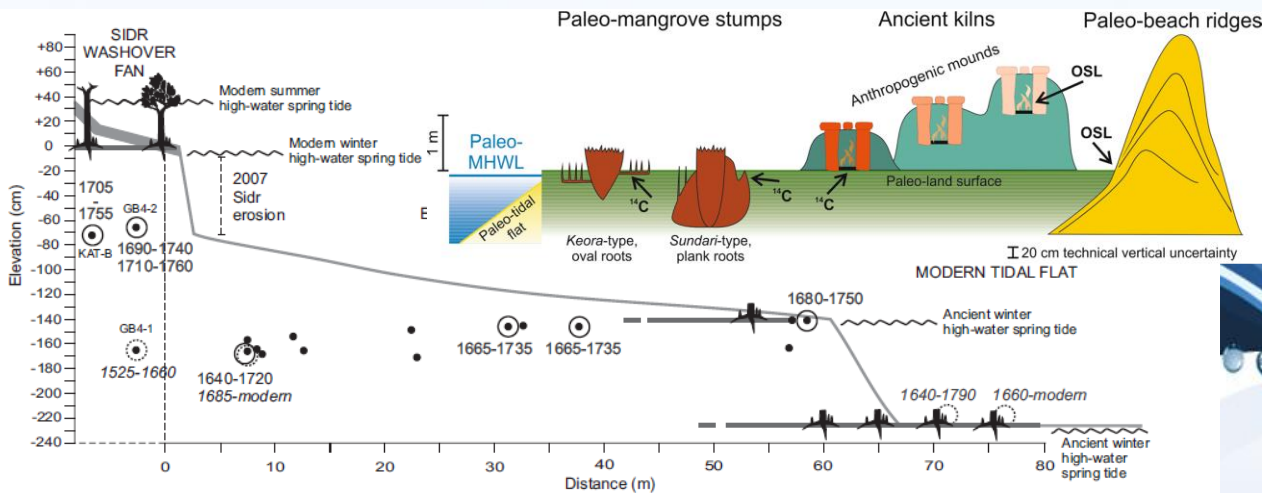 Paleo-mangrove stumps
Ancient kilns
Paleo-beach ridges
SIDR
WASHOVER
FAN
Modern summer
high-water spring tide
Modern winter
high-water spring tide
2007
Sidr
erosion
Elevation (cm)
+80
+60
+40
+20
0
-20
-40
-60
-80
-100
-120
-140
-160
-180
-200
-220
-240
1705
-
1755
KAT-B
GB4-2
1690-1740
1710-1760
GB4-1
1525-1660
1640-1720
1685-modern
1665-1735
1665-1735
1680-1750
1640-1790
1660-modern
Ancient winter
high-water spring tide
Ancient winter
high-water
spring tide
MODERN TIDAL FLAT
0
10
20
30
40
50
60
70
80
Distance (m)
1 m
Paleo-
MHWL
Paleo-tidal
flat
14C
14C
14C
Keora-type,
oval roots
Sundari-type,
plank roots
Anthropogenic mounds
OSL
OSL
Paleo-land surface
20 cm technical vertical uncertainty
E